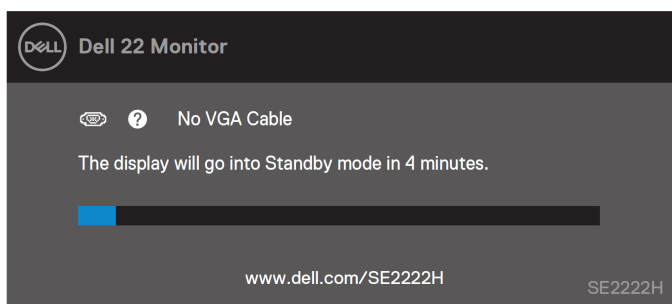 DELL
Dell 22 Monitor
? No VGA Cable
The display will go into Standby mode in 4 minutes.
www.dell.com/SE2222H
SE2222H